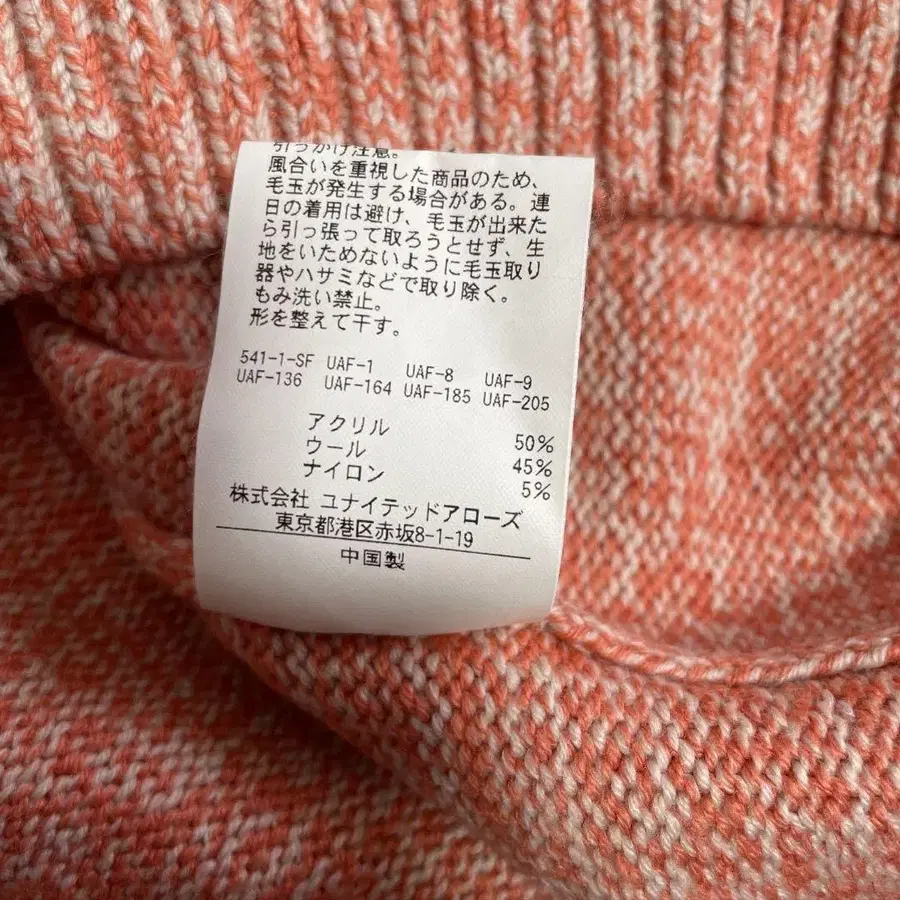 引っかけ注意。
風合いを重視した商品のため、
毛玉が発生する場合がある。連
日の着用は避け、毛玉が出来た
ら引っ張って取ろうとせず、生
地をいためないように毛玉取り
器やハサミなどで取り除く。
もみ洗い禁止。
形を整えて干す。
541-1-SF UAF-1 UAF-8 UAF-9
UAF-136 UAF-164 UAF-185 UAF-205
アクリル 50%
ウール 45%
ナイロン 5%
株式会社 ユナイテッドアローズ
東京都港区赤坂8-1-19
中国製